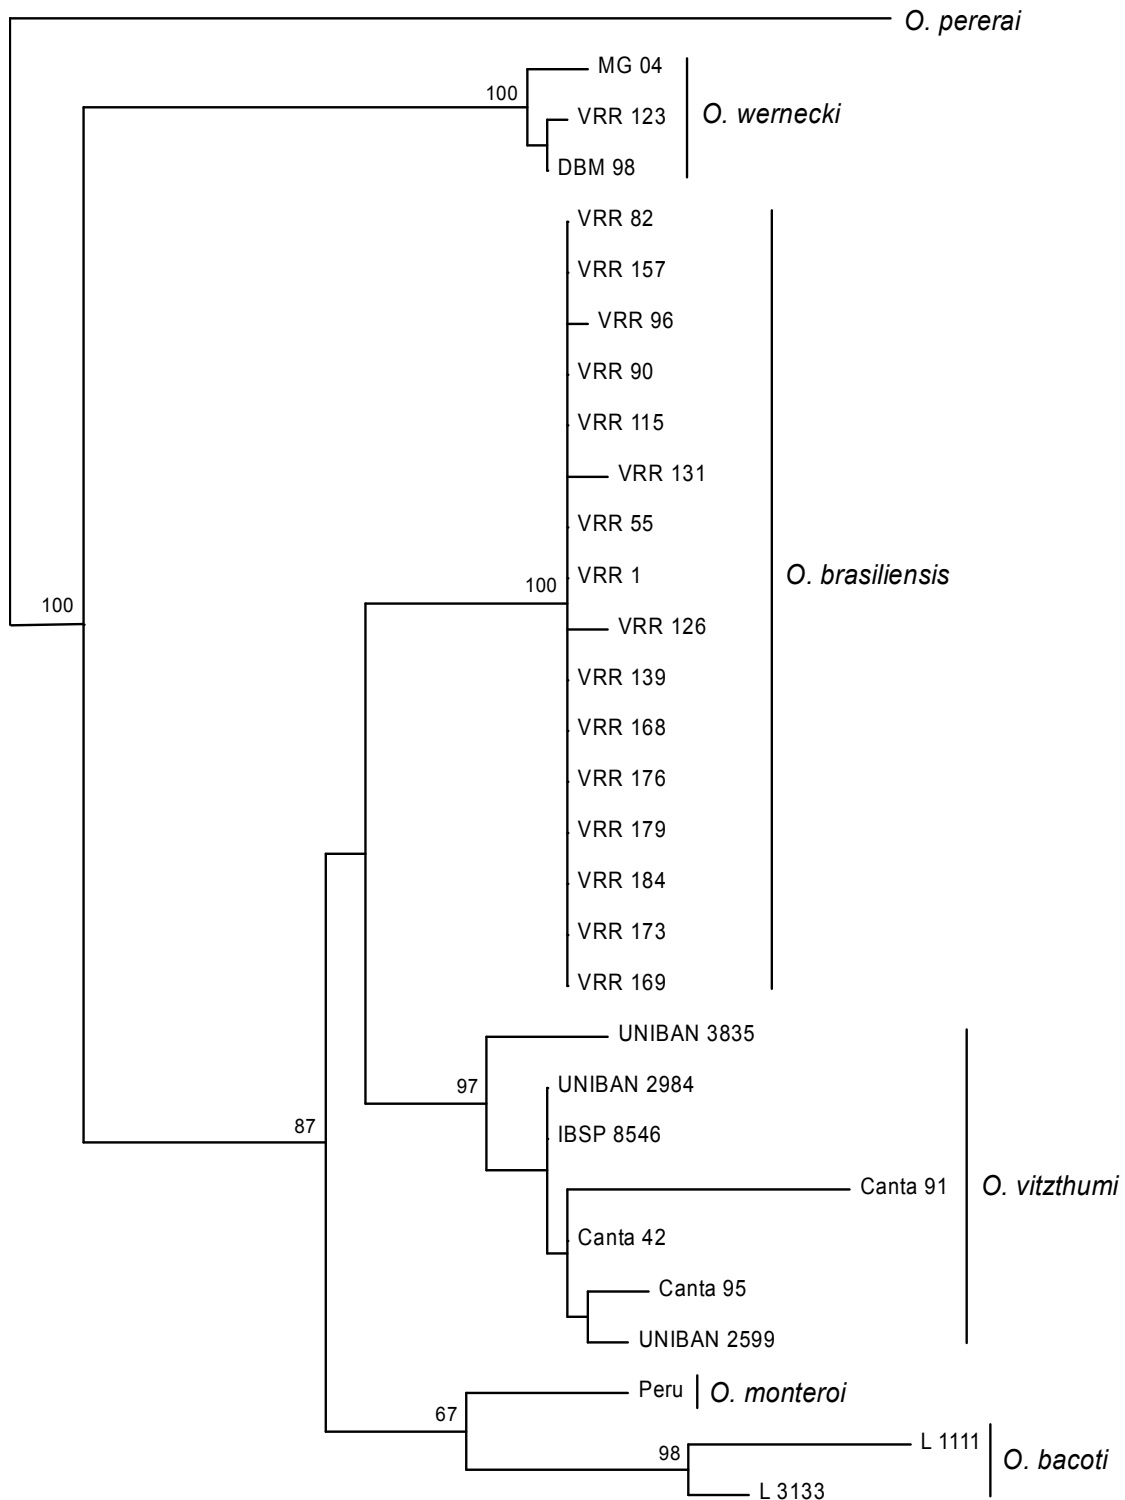 O. pererai
MG 04
100
VRR 123
O. wernecki
DBM 98
VRR 82
VRR 157
VRR 96
VRR 90
VRR 115
VRR 131
VRR 55
VRR 1
O. brasiliensis
100
100
VRR 126
VRR 139
VRR 168
VRR 176
VRR 179
VRR 184
VRR 173
VRR 169
UNIBAN 3835
97
UNIBAN 2984
87
IBSP 8546
Canta 91
O. vitzthumi
Canta 42
Canta 95
UNIBAN 2599
Peru
O. monteroi
67
L 1111
98
O. bacoti
L 3133